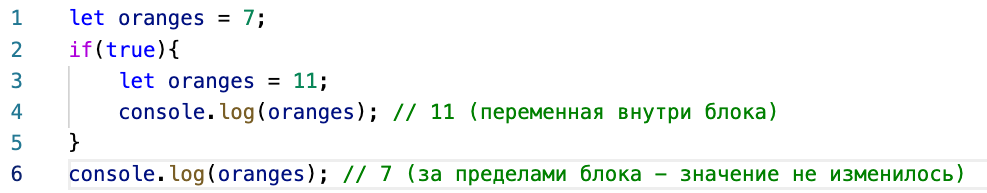 1 let oranges = 7;
2 if(true){
3 let oranges = 11;
4 console.log(oranges); // 11 (переменная внутри блока)
5 }
6 console.log(oranges); // 7 (за пределами блока - значение не изменилось)